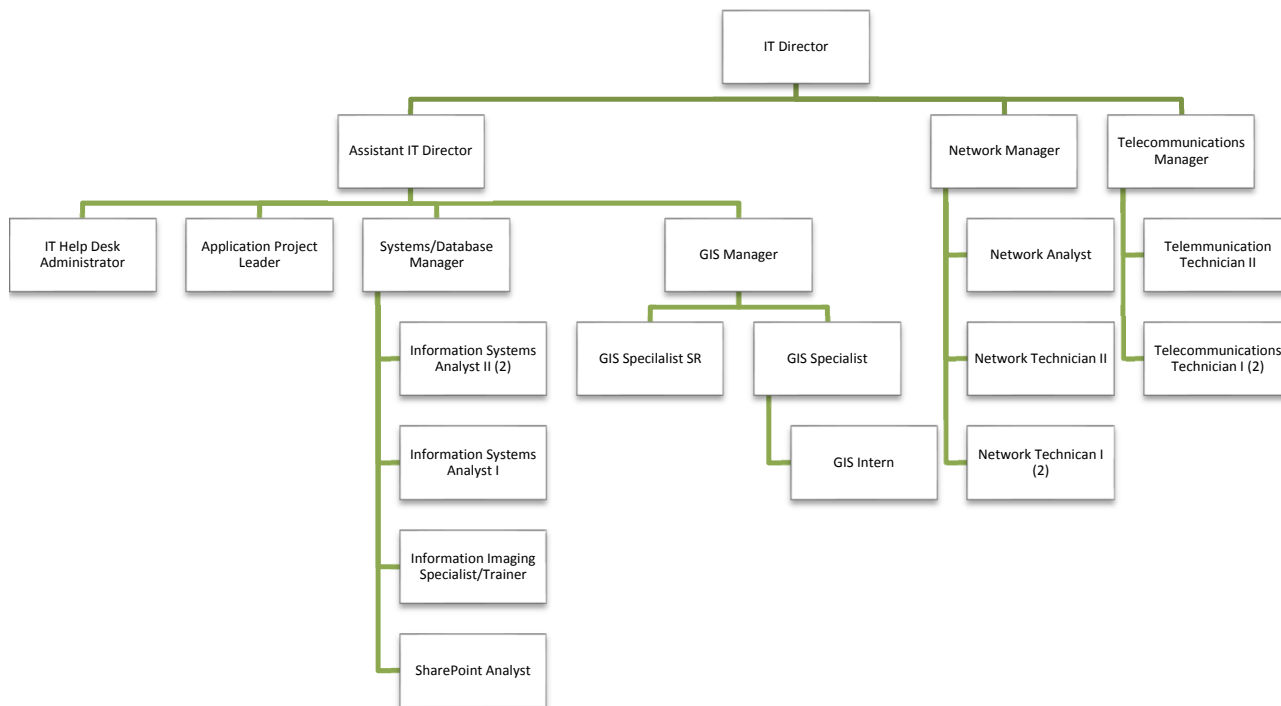 IT Director
Assistant IT Director
Network Manager
Telecommunications
Manager
IT Help Desk
Administrator
Application Project
Leader
Systems/Database
Manager
GIS Manager
Network Analyst
Telemmunication
Technician II
Information Systems
Analyst II (2)
GIS Specilalist SR
GIS Specialist
Network Technician II
Telecommunications
Technician I (2)
Information Systems
Analyst I
GIS Intern
Network Technican I
(2)
Information Imaging
Specialist/Trainer
SharePoint Analyst